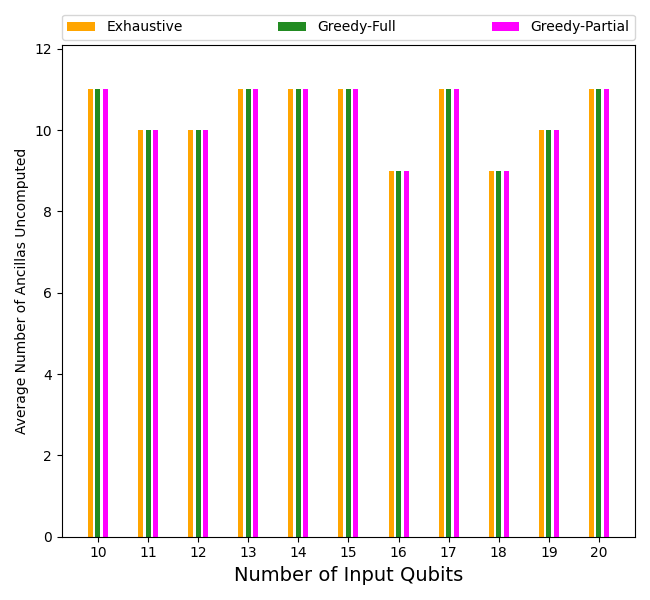 Exhaustive Greedy-Full Greedy-Partial
12
10
8
6
4
2
0
Average Number of Ancillas Uncomputed
10 11 12 13 14 15 16 17 18 19 20
Number of Input Qubits